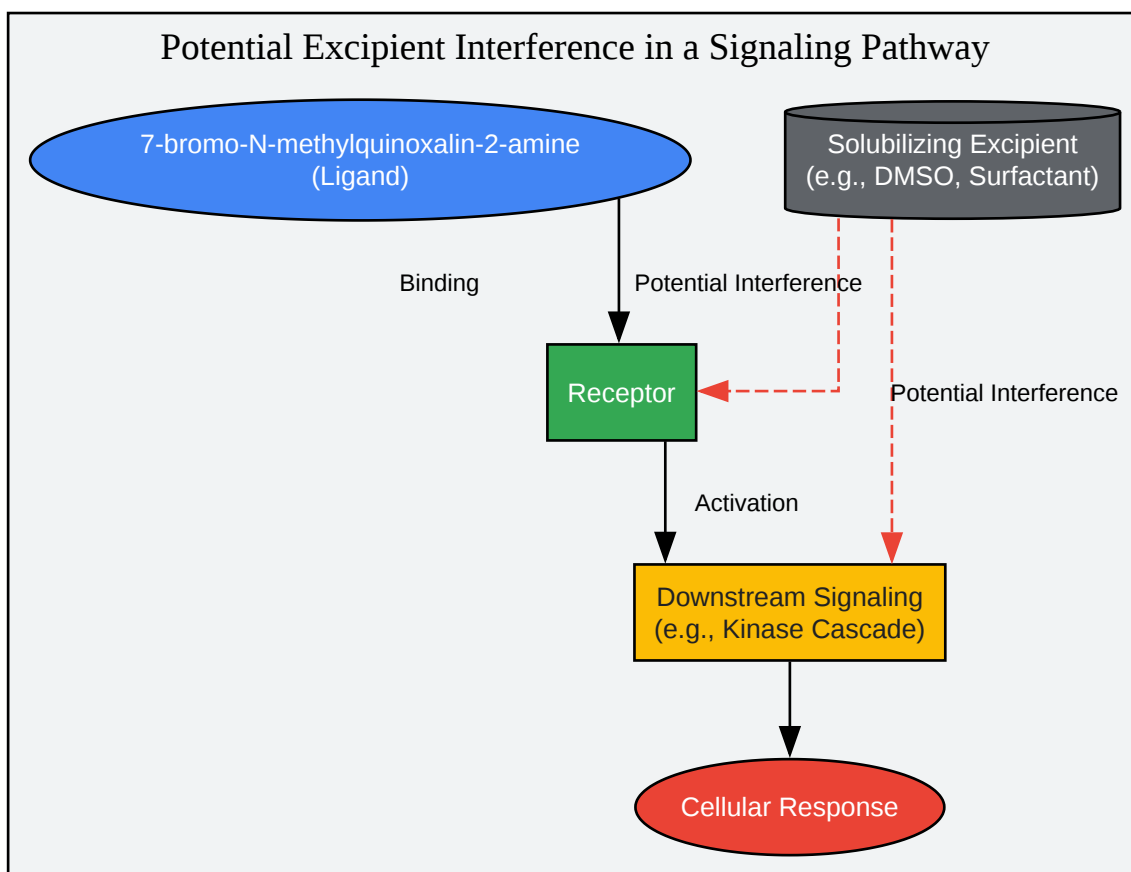 Potential Excipient Interference in a Signaling Pathway
7-bromo-N-methylquinoxalin-2-amine
(Ligand)
Solubilizing Excipient
(e.g., DMSO, Surfactant)
Binding
Potential Interference
Receptor
Potential Interference
Activation
Downstream Signaling
(e.g., Kinase Cascade)
Cellular Response